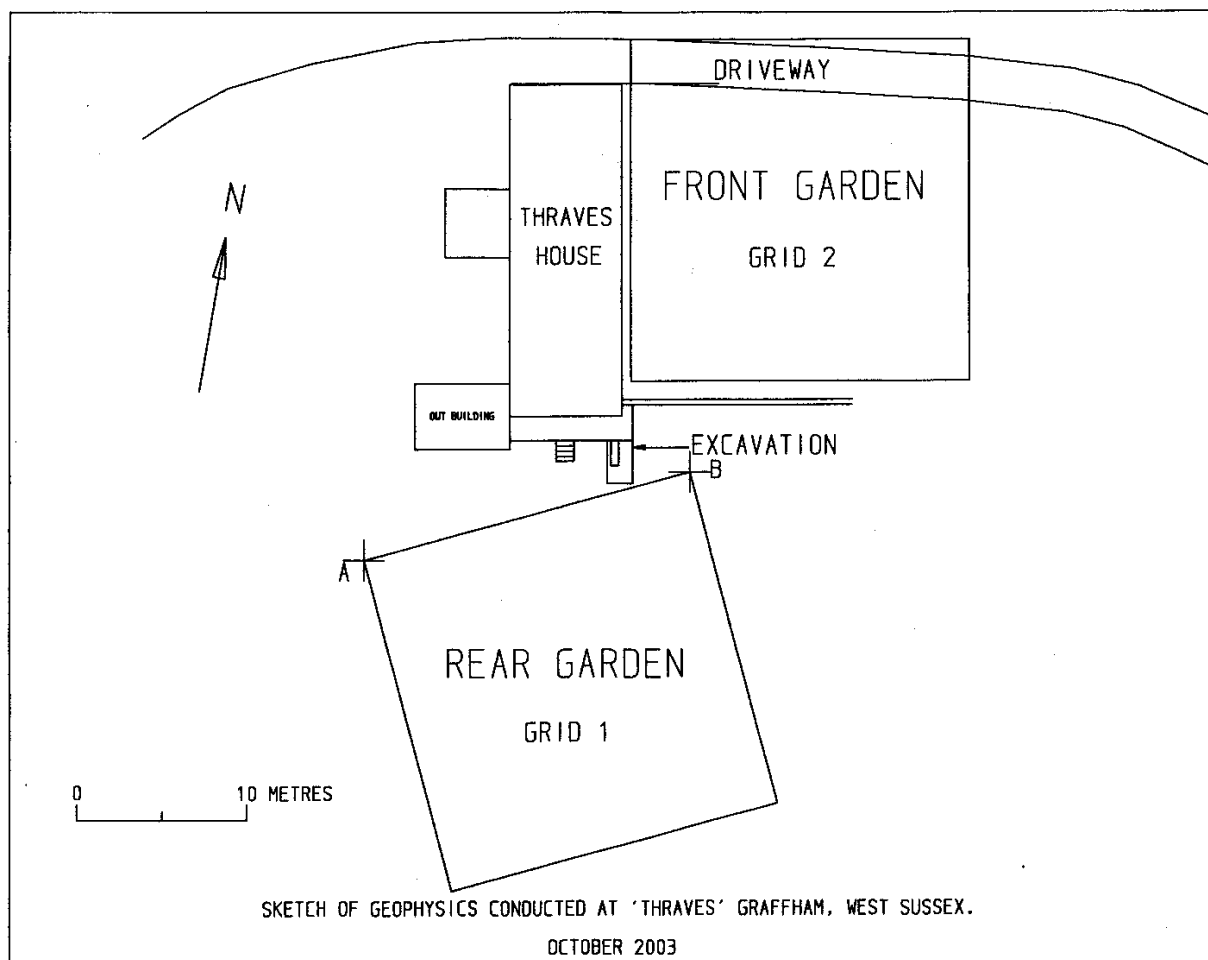 DRIVEWAY
N
FRONT GARDEN
THRAVES
HOUSE
GRID 2
OUT BUILDING
EXCAVATION
B
A
REAR GARDEN
GRID 1
0 10 METRES
SKETCH OF GEOPHYSICS CONDUCTED AT 'THRAVES' GRAFFHAM, WEST SUSSEX.
OCTOBER 2003